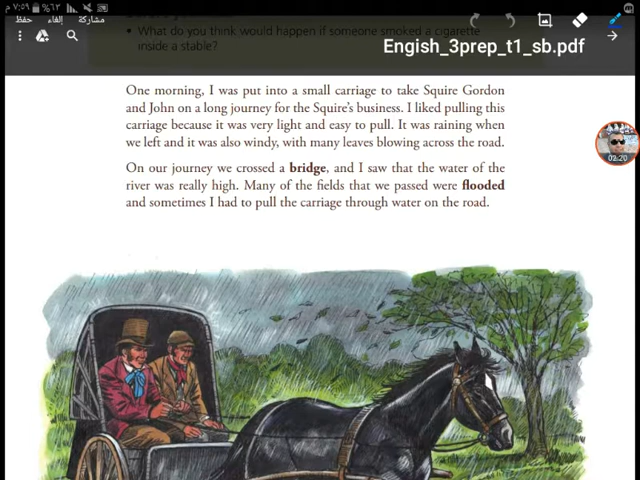 م ٧:٥٩ ٦٣%
مشاركة إلغاء حفظ
• What do you think would happen if someone smoked a cigarette
inside a stable?
Engish_3prep_t1_sb.pdf
One morning, I was put into a small carriage to take Squire Gordon
and John on a long journey for the Squire's business. I liked pulling this
carriage because it was very light and easy to pull. It was raining when
we left and it was also windy, with many leaves blowing across the road.
02:20
On our journey we crossed a bridge, and I saw that the water of the
river was really high. Many of the fields that we passed were flooded
and sometimes I had to pull the carriage through water on the road.